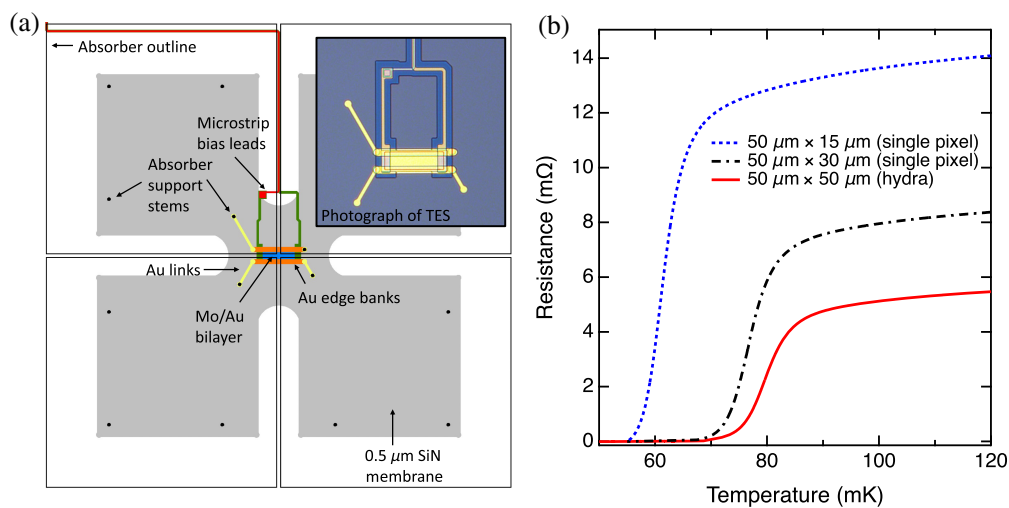 (a)
Absorber outline
Microstrip
bias leads
Absorber
support
stems
Photograph of TES
Au links
Au edge banks
Mo/Au
bilayer
0.5 μm SiN
membrane
(b)
Resistance (mΩ)
14
12
10
8
6
4
2
0
50 μm × 15 μm (single pixel)
50 μm × 30 μm (single pixel)
50 μm × 50 μm (hydra)
60
80
100
120
Temperature (mK)